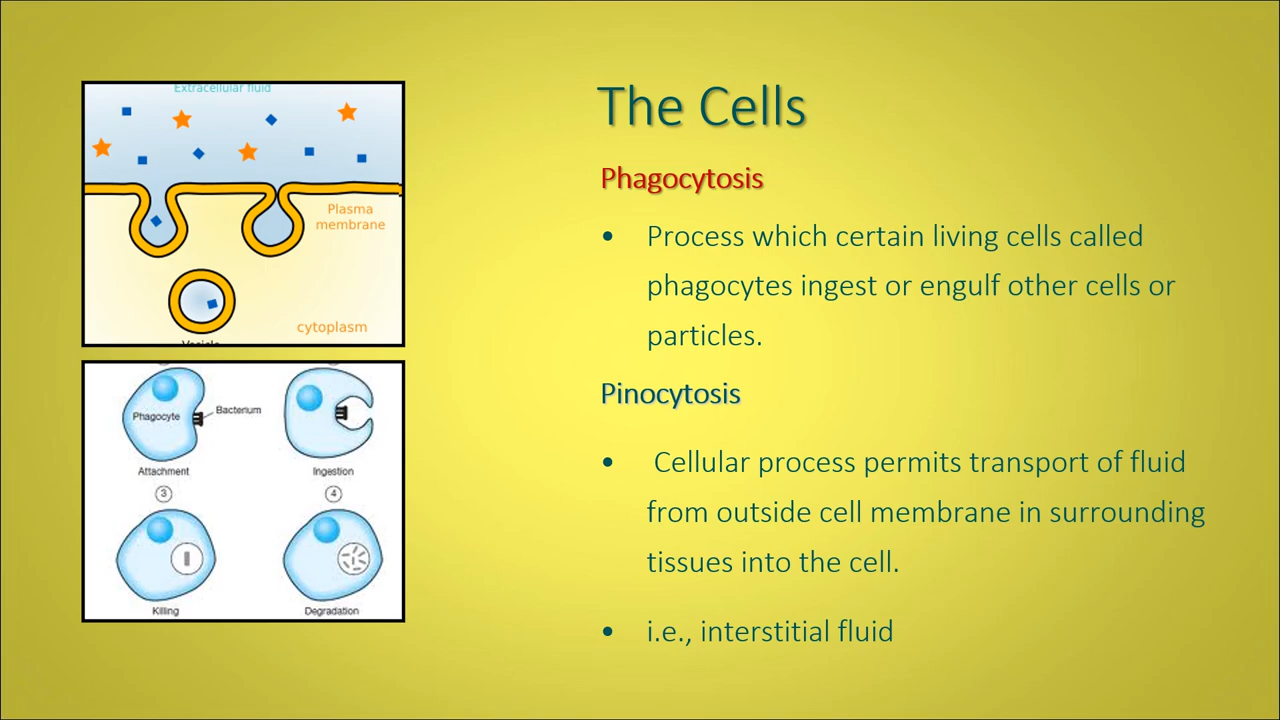 Extracellular fluid
Plasma
membrane
cytoplasm
Vesicle
Phagocyte
Bacterium
Attachment
Ingestion
3
4
Killing
Degradation
The Cells
Phagocytosis
• Process which certain living cells called
phagocytes ingest or engulf other cells or
particles.
Pinocytosis
• Cellular process permits transport of fluid
from outside cell membrane in surrounding
tissues into the cell.
• i.e., interstitial fluid